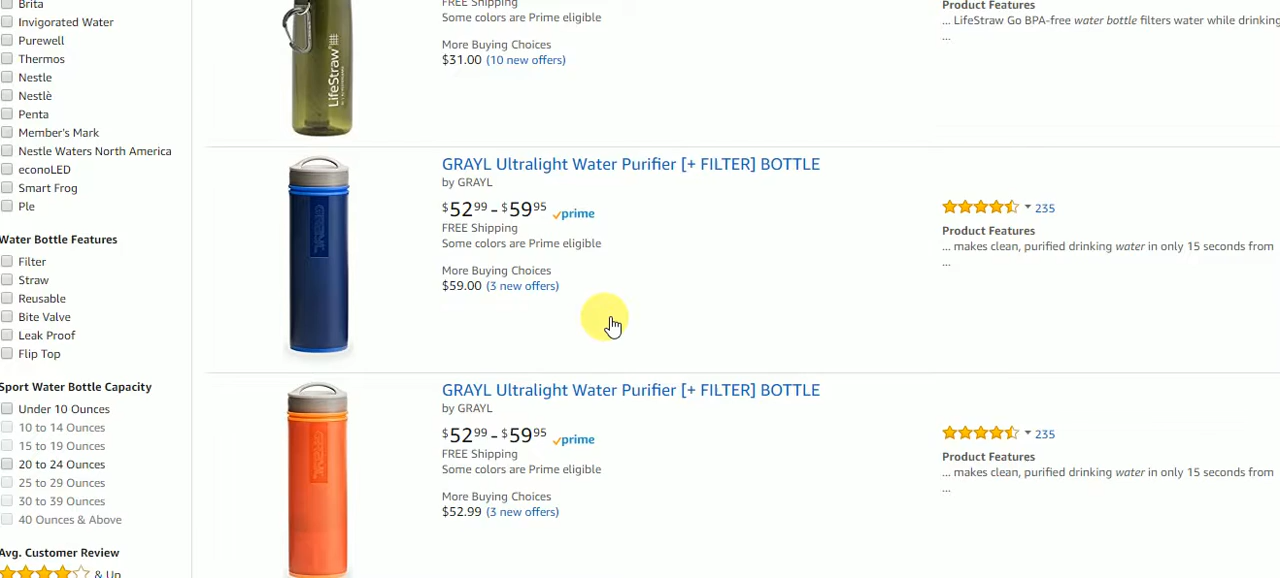 Brita
Invigorated Water
Purewell
Thermos
Nestle
Nestlè
Penta
Member's Mark
Nestle Waters North America
econoLED
Smart Frog
Ple
Water Bottle Features
Filter
Straw
Reusable
Bite Valve
Leak Proof
Flip Top
Sport Water Bottle Capacity
Under 10 Ounces
10 to 14 Ounces
15 to 19 Ounces
20 to 24 Ounces
25 to 29 Ounces
30 to 39 Ounces
40 Ounces & Above
Avg. Customer Review
& Up
LifeStraw
FREE Shipping
Some colors are Prime eligible
More Buying Choices
$31.00 (10 new offers)
Product Features
... LifeStraw Go BPA-free water bottle filters water while drinking
...
GRAYL Ultralight Water Purifier [+ FILTER] BOTTLE
by GRAYL
$52.99 - $59.95 prime
FREE Shipping
Some colors are Prime eligible
More Buying Choices
$59.00 (3 new offers)
235
Product Features
... makes clean, purified drinking water in only 15 seconds from
...
GRAYL
GRAYL Ultralight Water Purifier [+ FILTER] BOTTLE
by GRAYL
$52.99 - $59.95 prime
FREE Shipping
Some colors are Prime eligible
More Buying Choices
$52.99 (3 new offers)
235
Product Features
... makes clean, purified drinking water in only 15 seconds from
...
GRAYL